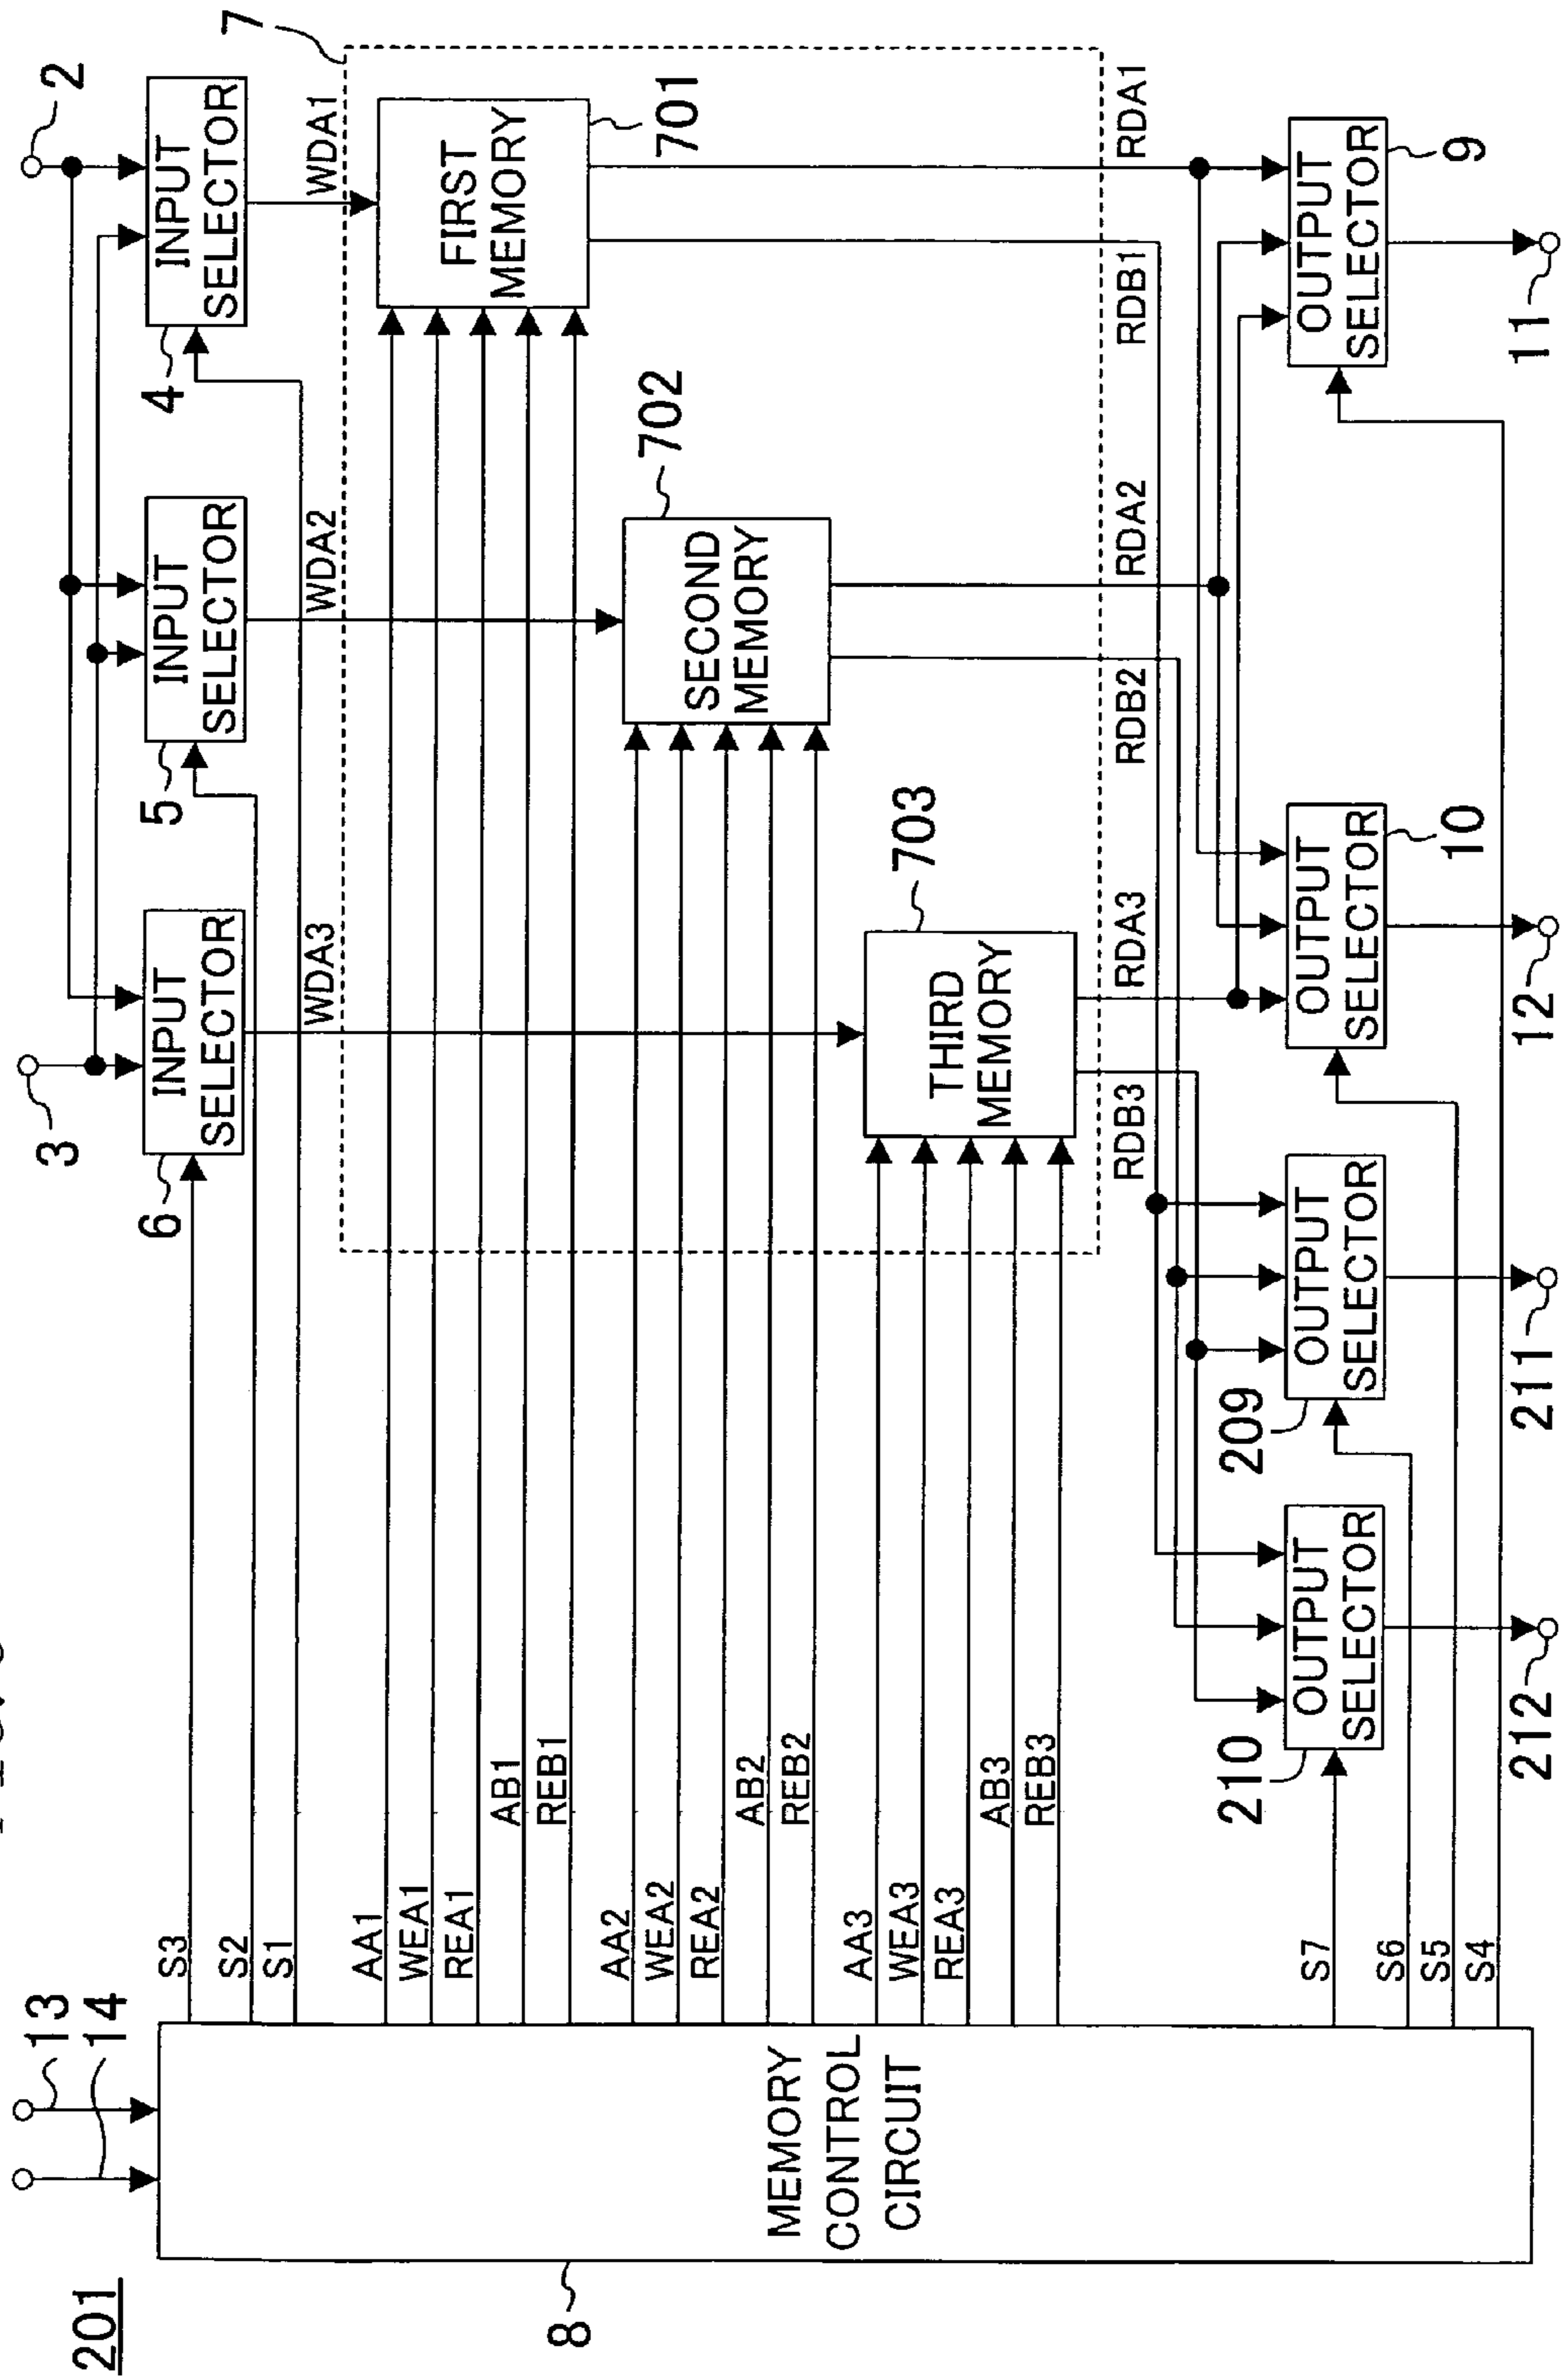 201
13
14
3
2
7
INPUT
SELECTOR
6
INPUT
SELECTOR
5
INPUT
SELECTOR
4
S3
S2
S1
WDA3
WDA2
WDA1
AA1
WEA1
REA1
AB1
REB1
FIRST
MEMORY
701
AA2
WEA2
REA2
AB2
REB2
SECOND
MEMORY
702
AA3
WEA3
REA3
AB3
REB3
THIRD
MEMORY
703
MEMORY
CONTROL
CIRCUIT
8
RDB3
RDA3
RDB2
RDA2
RDB1
RDA1
S7
S6
S5
S4
210
OUTPUT
SELECTOR
209
OUTPUT
SELECTOR
OUTPUT
SELECTOR
10
OUTPUT
SELECTOR
9
212
211
12
11